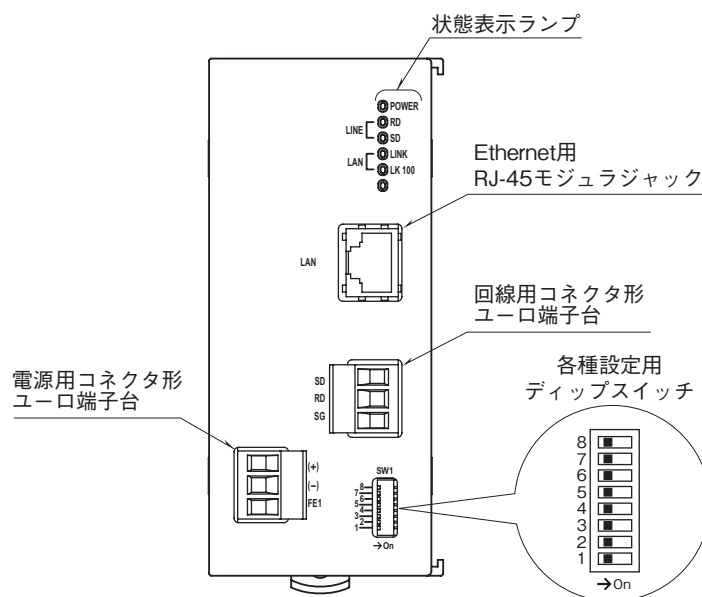 状態表示ランプ
POWER
RD
LINE
SD
LINK
LAN
LK 100
Ethernet用
RJ-45モジュラジャック
LAN
回線用コネクタ形
ユーロ端子台
SD
RD
SG
電源用コネクタ形
ユーロ端子台
(+)
(−)
FE1
SW1
8
7
6
5
4
3
2
1
→On
各種設定用
ディップスイッチ
8
7
6
5
4
3
2
1
→On